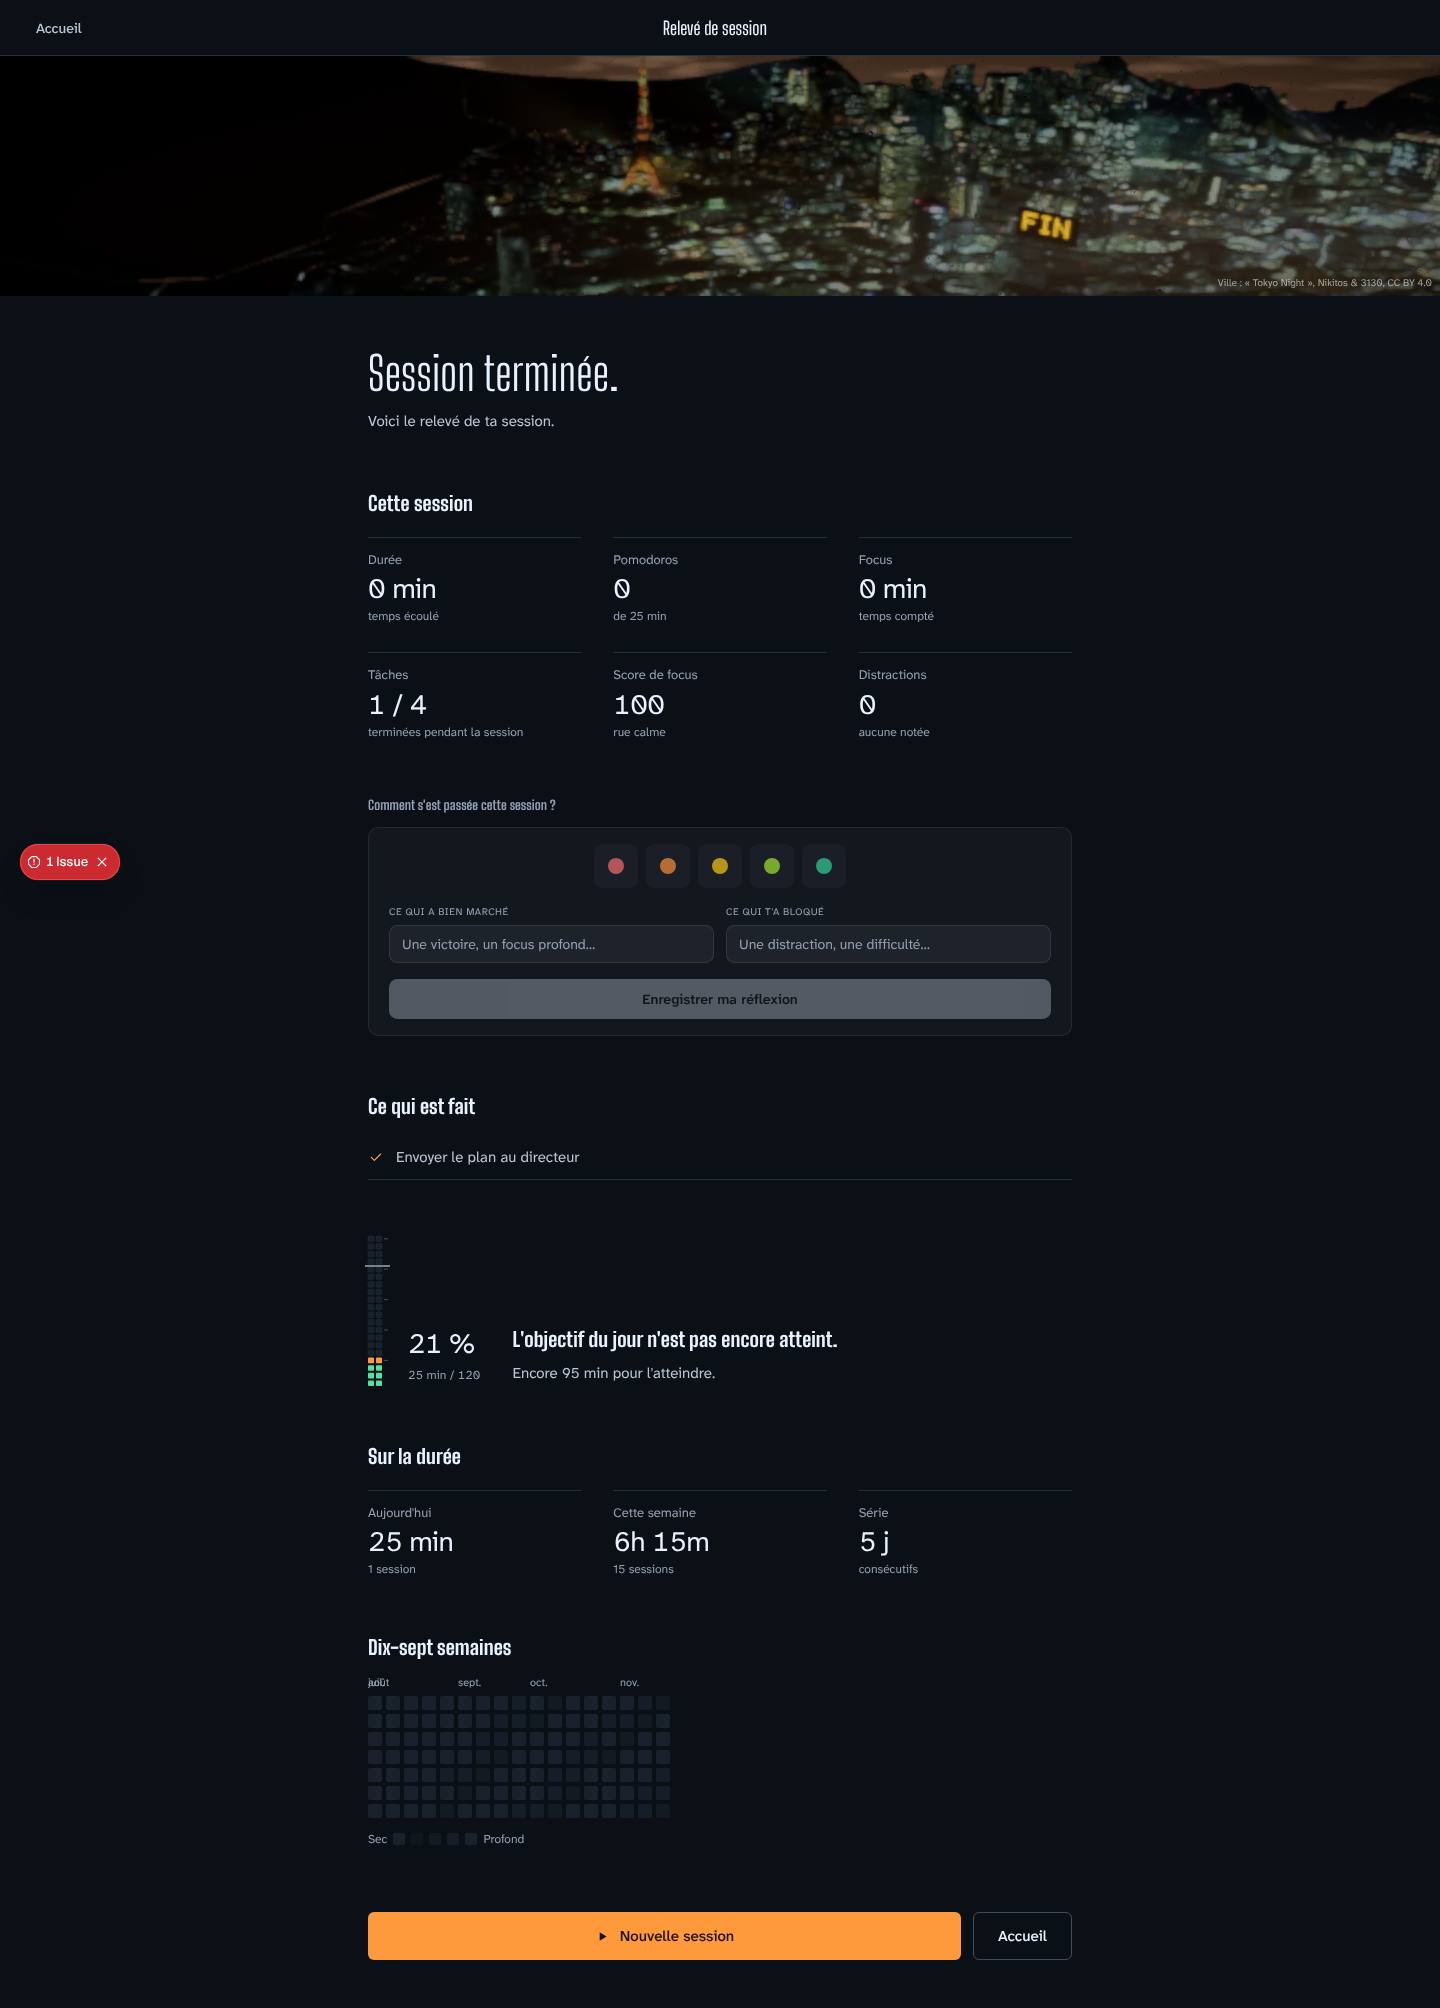 Accueil
Relevé de session
FIN
Ville : « Tokyo Night », Nikitos & 3130, CC BY 4.0
Session terminée.
Voici le relevé de ta session.
Cette session
Durée
0 min
temps écoulé
Pomodoros
0
de 25 min
Focus
0 min
temps compté
Tâches
1 / 4
terminées pendant la session
Score de focus
100
rue calme
Distractions
0
aucune notée
Comment s'est passée cette session ?
1 Issue
CE QUI A BIEN MARCHÉ
CE QUI T'A BLOQUÉ
Une victoire, un focus profond...
Une distraction, une difficulté...
Enregistrer ma réflexion
Ce qui est fait
Envoyer le plan au directeur
21 %
25 min / 120
L'objectif du jour n'est pas encore atteint.
Encore 95 min pour l'atteindre.
Sur la durée
Aujourd'hui
25 min
1 session
Cette semaine
6h 15m
15 sessions
Série
5 j
consécutifs
Dix-sept semaines
sept.
oct.
nov.
Sec
Profond
Nouvelle session
Accueil